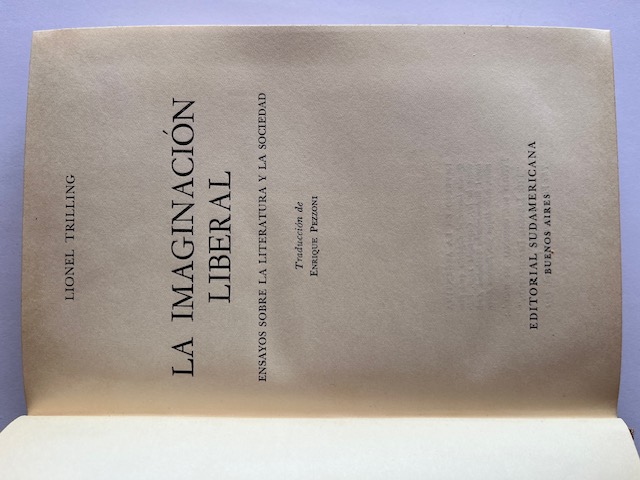 LIONEL TRILLING
LA IMAGINACIÓN
LIBERAL
ENSAYOS SOBRE LA LITERATURA Y LA SOCIEDAD
Traducción de
ENRIQUE PEZZONI
EDITORIAL SUDAMERICANA
BUENOS AIRES